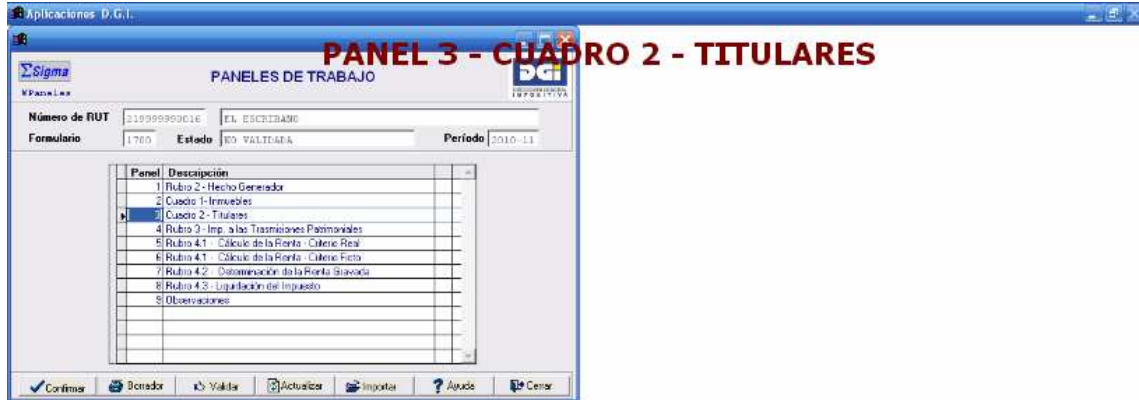 Aplicaciones D.G.I.
PANEL 3 - CUADRO 2 - TITULARES
ΣSigma
PANELES DE TRABAJO
DGI
WPaneles
IMPOSITIVA
Número de RUT 219999990016 EL ESCRIBANO
Formulario 1700 Estado NO VALIDADA Período 2010-11
Panel Descripción
1 Rubro 2 - Hecho Generador
2 Cuadro 1- Inmuebles
3 Cuadro 2 - Titulares
4 Rubro 3 - Imp. a las Trasmisiones Patrimoniales
5 Rubro 4.1 - Cálculo de la Renta - Criterio Real
6 Rubro 4.1 - Cálculo de la Renta - Criterio Ficto
7 Rubro 4.2 - Determinación de la Renta Gravada
8 Rubro 4.3 - Liquidación del Impuesto
9 Observaciones
Confirmar Borrador Validar Actualizar Importar Ayuda Cerrar